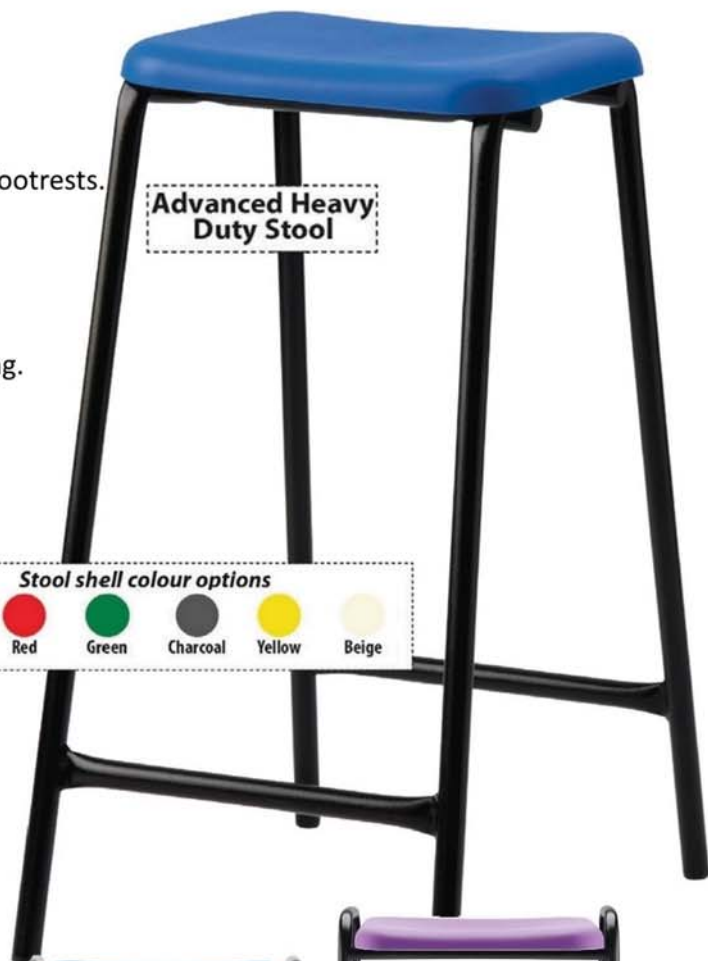 ootrests.
Advanced Heavy
Duty Stool
g.
Stool shell colour options
Red Green Charcoal Yellow Beige